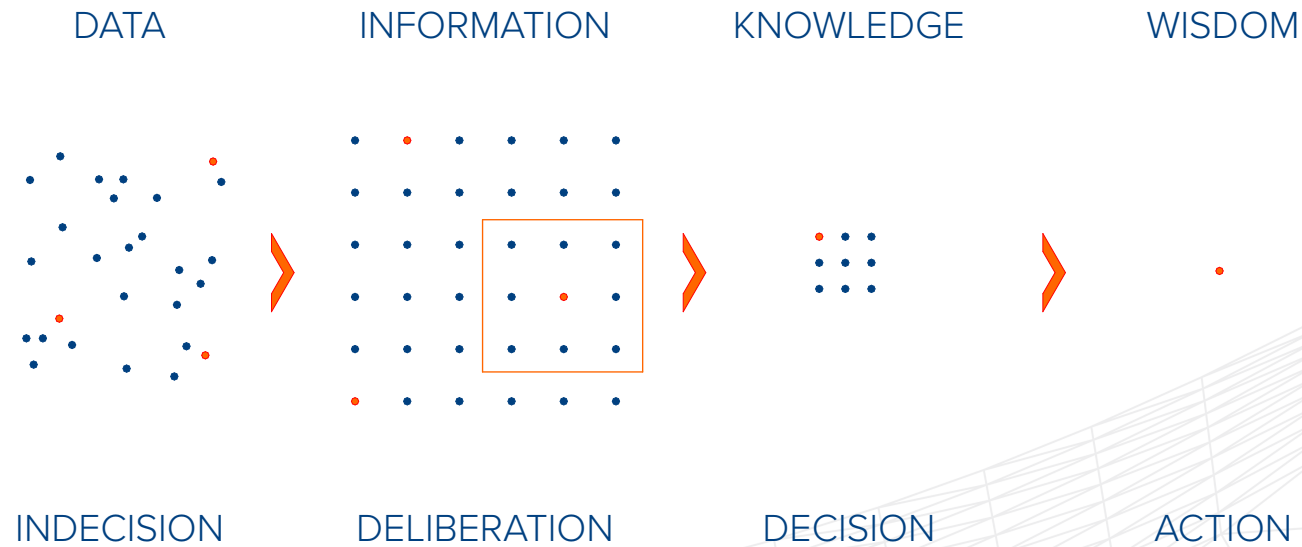 DATA
INFORMATION
KNOWLEDGE
WISDOM
INDECISION
DELIBERATION
DECISION
ACTION